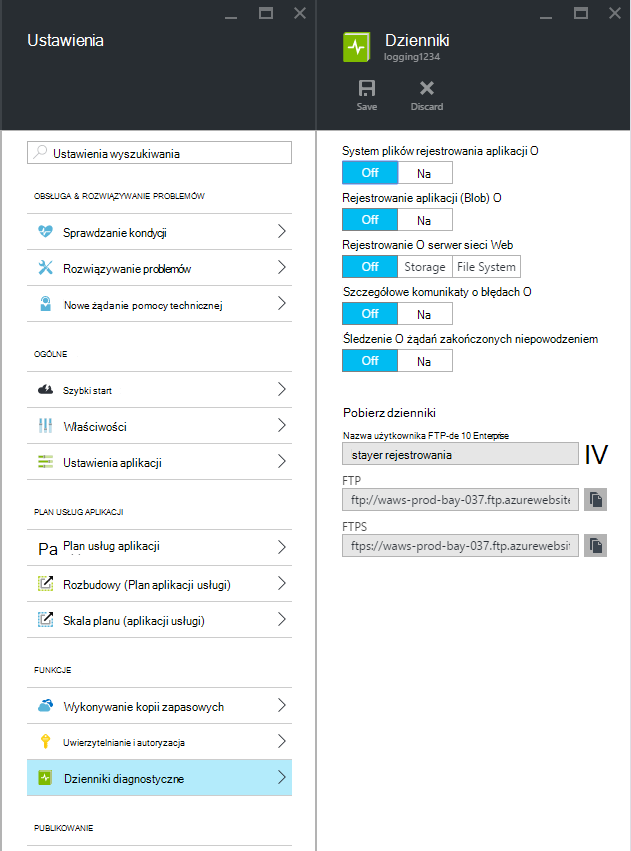 Ustawienia
Ustawienia wyszukiwania
OBSŁUGA & ROZWIĄZYWANIE PROBLEMÓW
Sprawdzanie kondycji
Rozwiązywanie problemów
Nowe żądanie pomocy technicznej
OGÓLNE
Szybki start
Właściwości
Ustawienia aplikacji
PLAN USŁUG APLIKACJI
Pa Plan usług aplikacji
Rozbudowy (Plan aplikacji usługi)
Skala planu (aplikacji usługi)
FUNKCJE
Wykonywanie kopii zapasowych
Uwierzytelnianie i autoryzacja
Dzienniki diagnostyczne
PUBLIKOWANIE
Dzienniki
logging1234
Save Discard
System plików rejestrowania aplikacji O
Off Na
Rejestrowanie aplikacji (Blob) O
Off Na
Rejestrowanie O serwer sieci Web
Off Storage File System
Szczegółowe komunikaty o błędach O
Off Na
Śledzenie O żądań zakończonych niepowodzeniem
Off Na
Pobierz dzienniki
Nazwa użytkownika FTP-de 10 Enterprise
stayer rejestrowania IV
FTP
ftp://waws-prod-bay-037.ftp.azurewebsite
FTPS
ftps://waws-prod-bay-037.ftp.azurewebsi